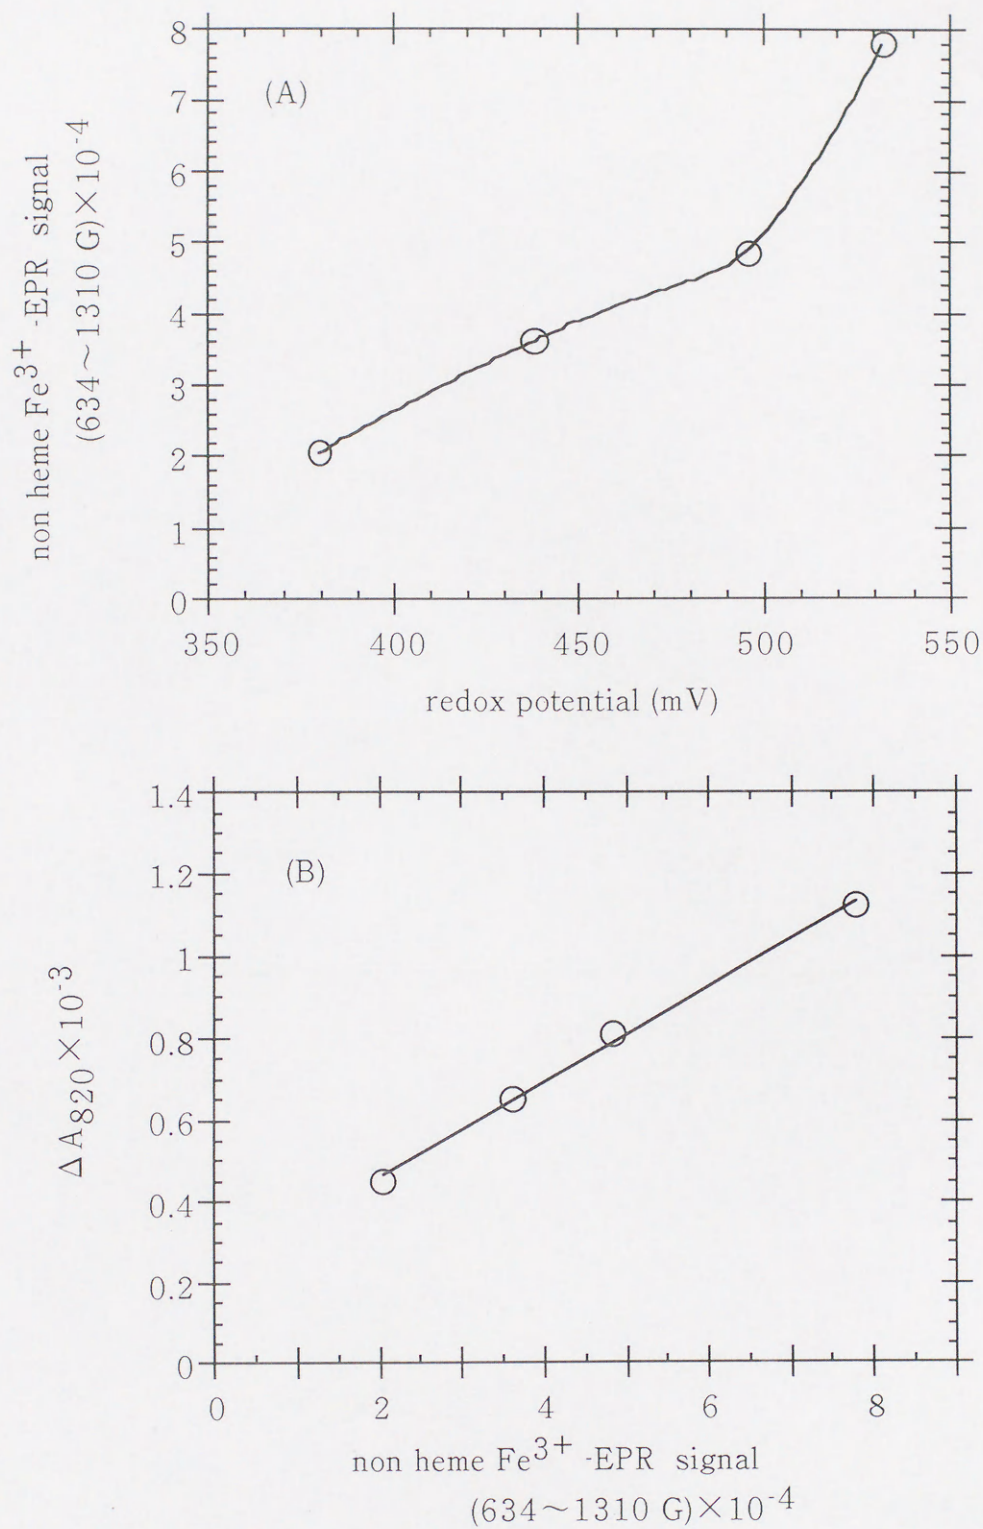 8
7
6
5
4
3
2
1
0
(A)
non heme Fe3+ -EPR signal
(634~1310 G)×10-4
350 400 450 500 550
redox potential (mV)
1.4
1.2
1
0.8
0.6
0.4
0.2
0
(B)
ΔA820×10-3
0 2 4 6 8
non heme Fe3+ -EPR signal
(634~1310 G)×10-4